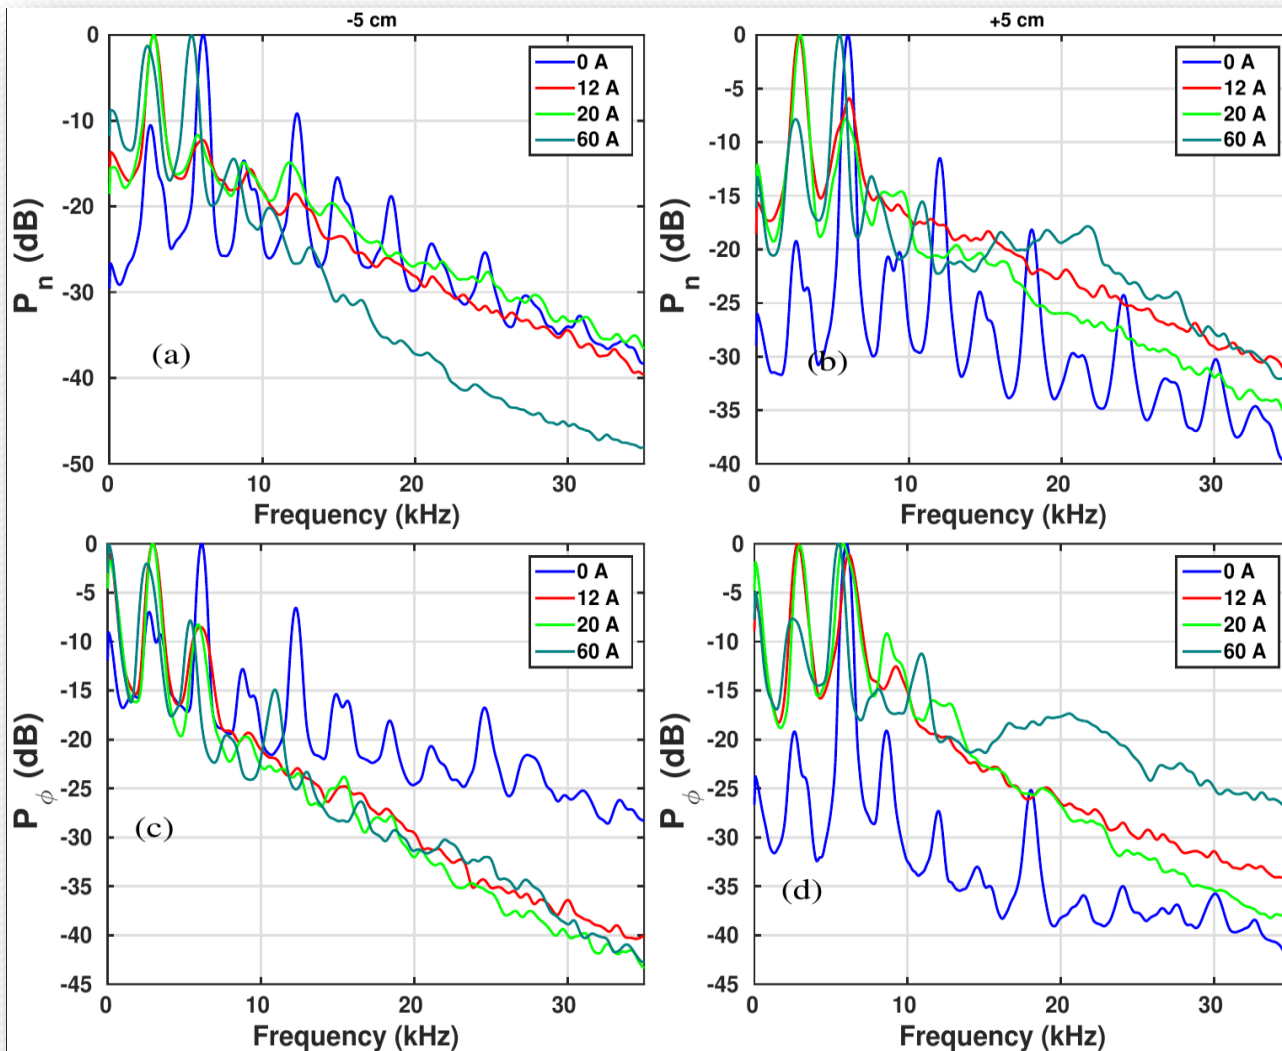 -5 cm
0
-10
-20
-30
-40
-50
P_n (dB)
0 A
12 A
20 A
60 A
(a)
0 10 20 30
Frequency (kHz)
+5 cm
0
-5
-10
-15
-20
-25
-30
-35
-40
P_n (dB)
0 A
12 A
20 A
60 A
(b)
0 10 20 30
Frequency (kHz)
0
-5
-10
-15
-20
-25
-30
-35
-40
-45
P_ϕ (dB)
0 A
12 A
20 A
60 A
(c)
0 10 20 30
Frequency (kHz)
0
-5
-10
-15
-20
-25
-30
-35
-40
-45
P_ϕ (dB)
0 A
12 A
20 A
60 A
(d)
0 10 20 30
Frequency (kHz)